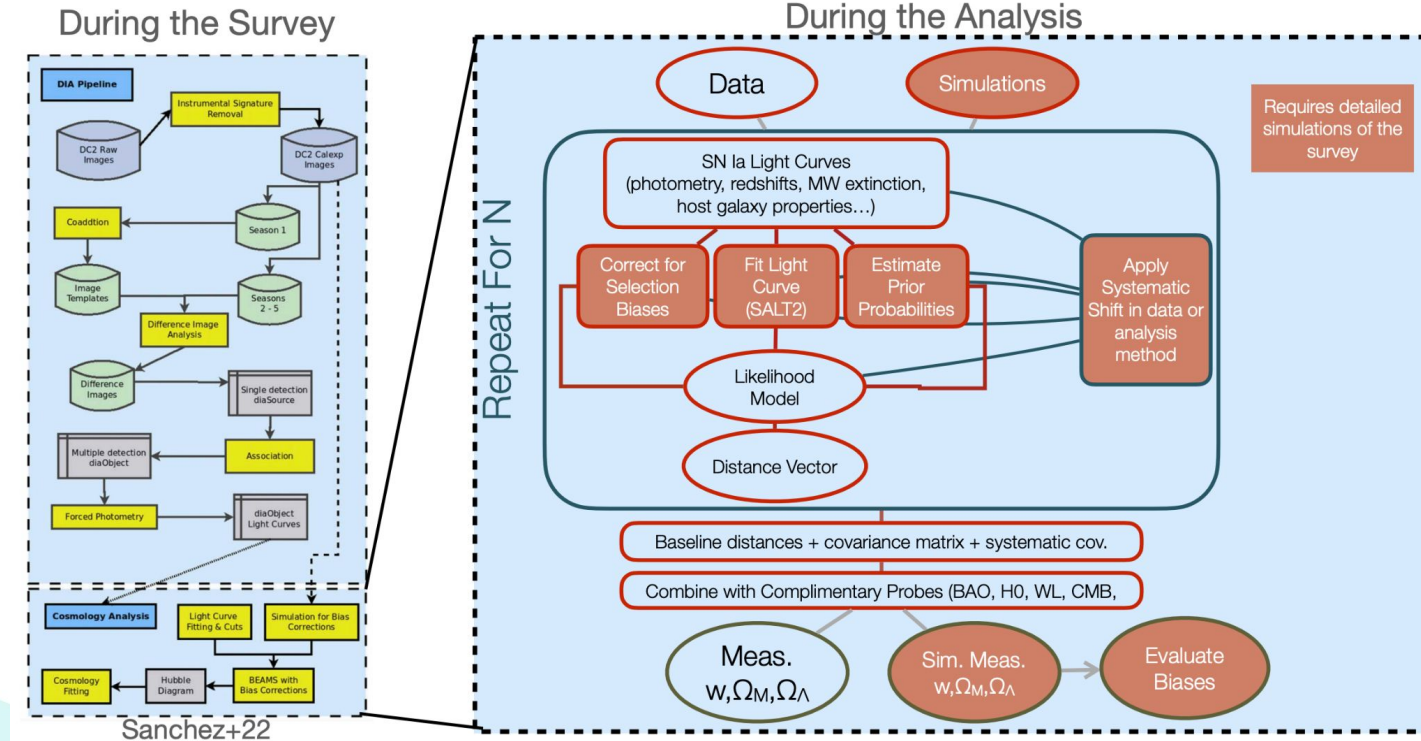 During the Survey
DIA Pipeline
Instrumental Signature
Removal
DC2 Raw
Images
DC2 Calexp
Images
Coaddtion
Season 1
Image
Templates
Seasons
2 - 5
Difference Image
Analysis
Difference
Images
Single detection
diaSource
Multiple detection
diaObject
Association
Forced Photometry
diaObject
Light Curves
Cosmology Analysis
Light Curve
Fitting & Cuts
Simulation for Bias
Corrections
Cosmology
Fitting
Hubble
Diagram
BEAMS with
Bias Corrections
Sanchez+22
During the Analysis
Data
Simulations
Requires detailed
simulations of the
survey
Repeat For N
SN Ia Light Curves
(photometry, redshifts, MW extinction,
host galaxy properties…)
Correct for
Selection
Biases
Fit Light
Curve
(SALT2)
Estimate
Prior
Probabilities
Apply
Systematic
Shift in data or
analysis
method
Likelihood
Model
Distance Vector
Baseline distances + covariance matrix + systematic cov.
Combine with Complimentary Probes (BAO, H0, WL, CMB,
Meas.
w,Ω_M,Ω_Λ
Sim. Meas.
w,Ω_M,Ω_Λ
Evaluate
Biases